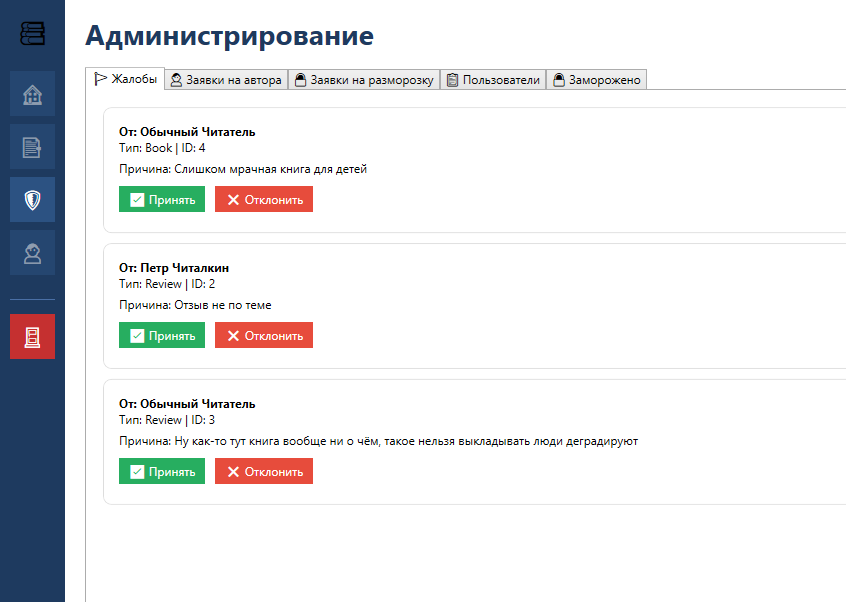 Администрирование
Жалобы
Заявки на автора
Заявки на разморозку
Пользователи
Заморожено
От: Обычный Читатель
Тип: Book | ID: 4
Причина: Слишком мрачная книга для детей
Принять
Отклонить
От: Петр Читалкин
Тип: Review | ID: 2
Причина: Отзыв не по теме
Принять
Отклонить
От: Обычный Читатель
Тип: Review | ID: 3
Причина: Ну как-то тут книга вообще ни о чём, такое нельзя выкладывать люди деградируют
Принять
Отклонить